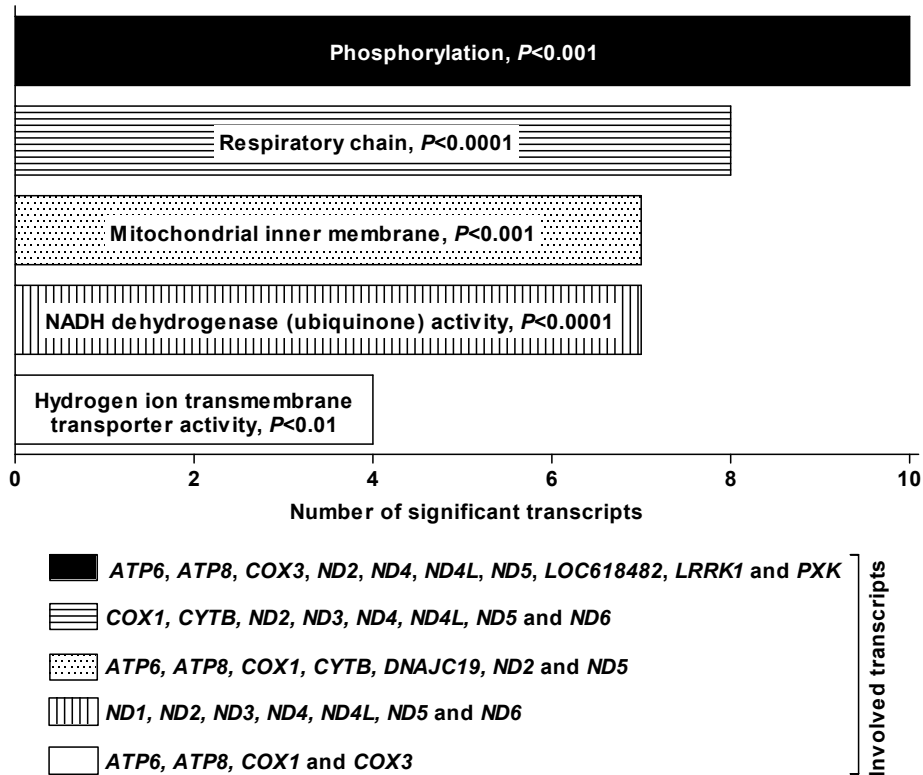 Phosphorylation, P<0.001
Respiratory chain, P<0.0001
Mitochondrial inner membrane, P<0.001
NADH dehydrogenase (ubiquinone) activity, P<0.0001
Hydrogen ion transmembrane
transporter activity, P<0.01
0 2 4 6 8 10
Number of significant transcripts
ATP6, ATP8, COX3, ND2, ND4, ND4L, ND5, LOC618482, LRRK1 and PXK
COX1, CYTB, ND2, ND3, ND4, ND4L, ND5 and ND6
ATP6, ATP8, COX1, CYTB, DNAJC19, ND2 and ND5
ND1, ND2, ND3, ND4, ND4L, ND5 and ND6
ATP6, ATP8, COX1 and COX3
Involved transcripts